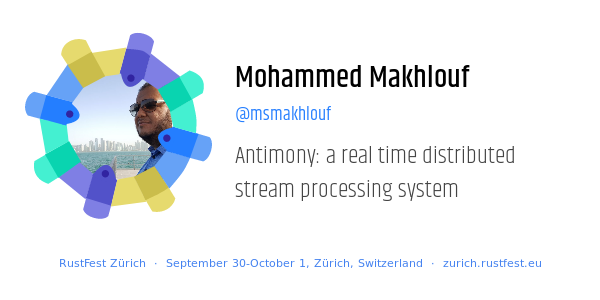 Mohammed Makhlouf
@msmakhlouf
Antimony: a real time distributed
stream processing system
RustFest Zürich · September 30-October 1, Zürich, Switzerland · zurich.rustfest.eu